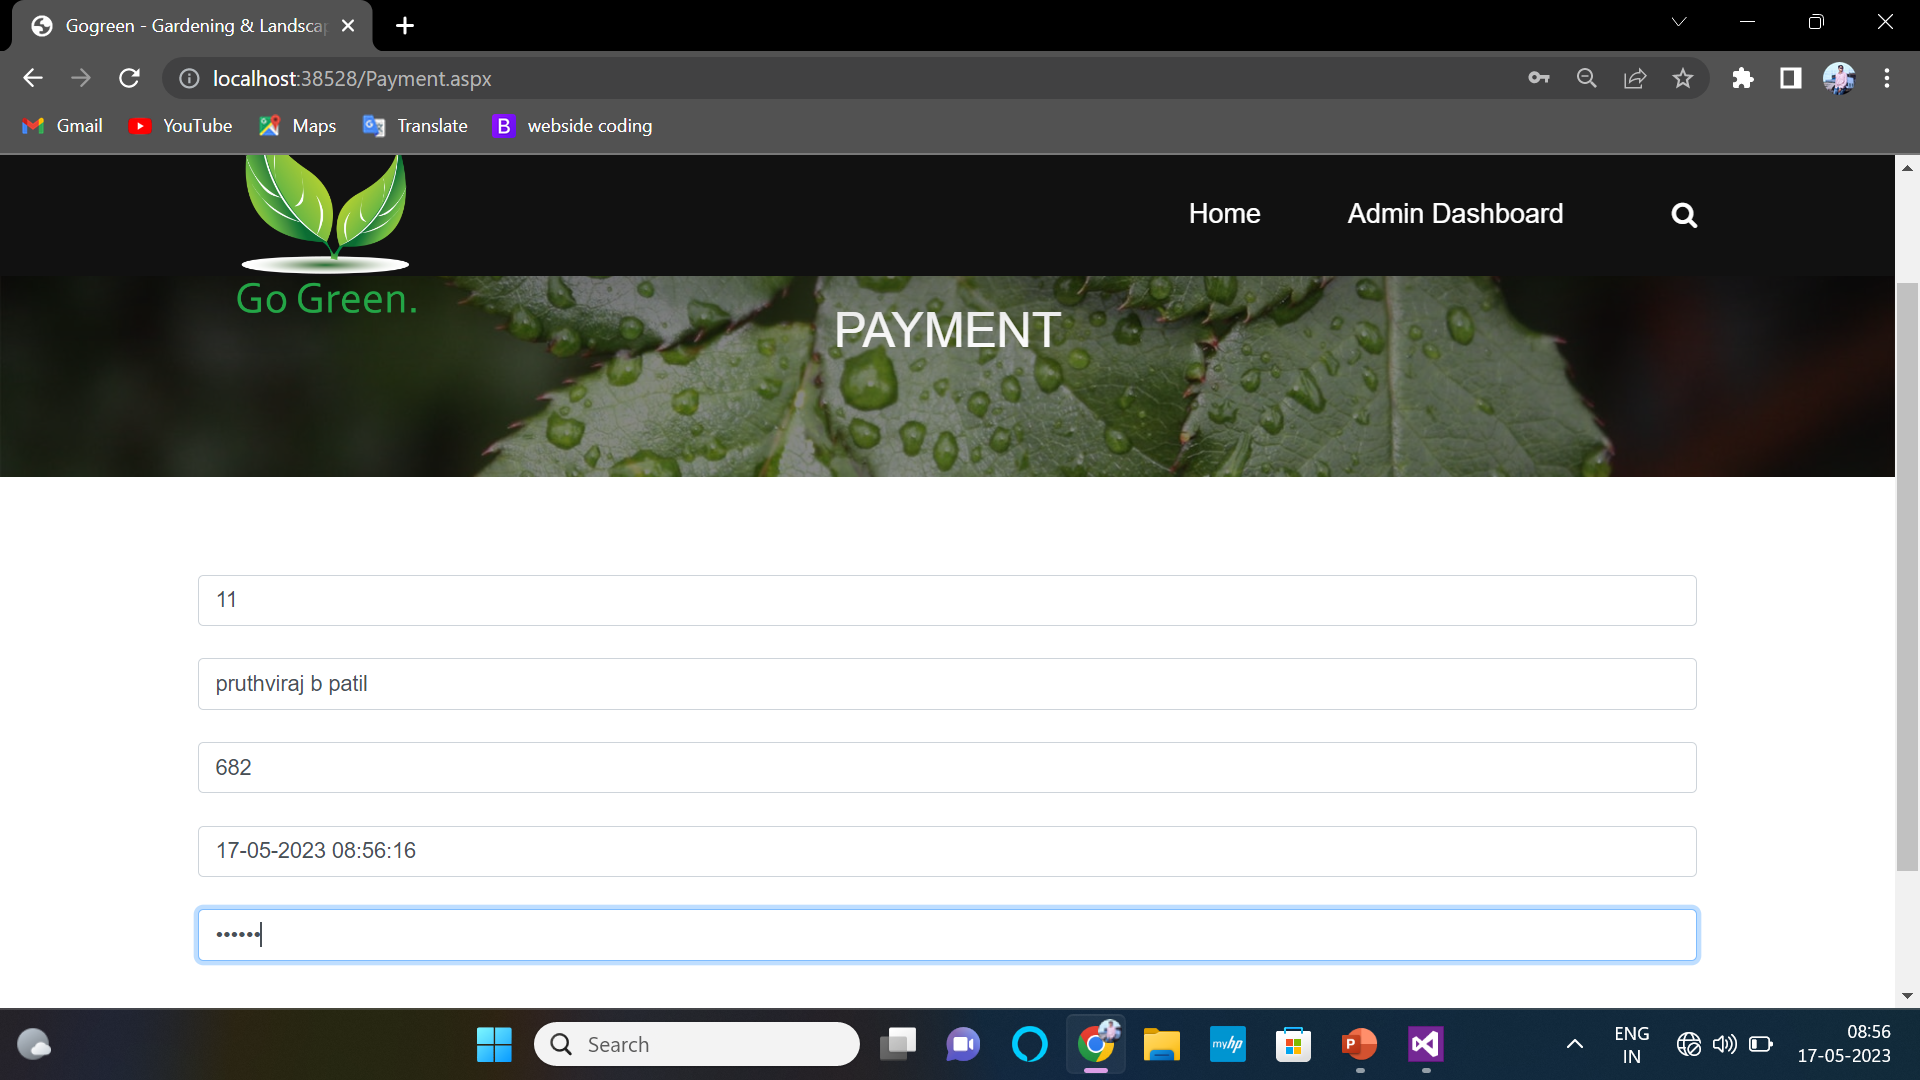 Gogreen - Gardening & Landsca
localhost:38528/Payment.aspx
Gmail
YouTube
Maps
Translate
B
webside coding
Home
Admin Dashboard
Go Green.
PAYMENT
11
pruthviraj b patil
682
17-05-2023 08:56:16
••••••
Search
myhp
P
ENG
IN
08:56
17-05-2023